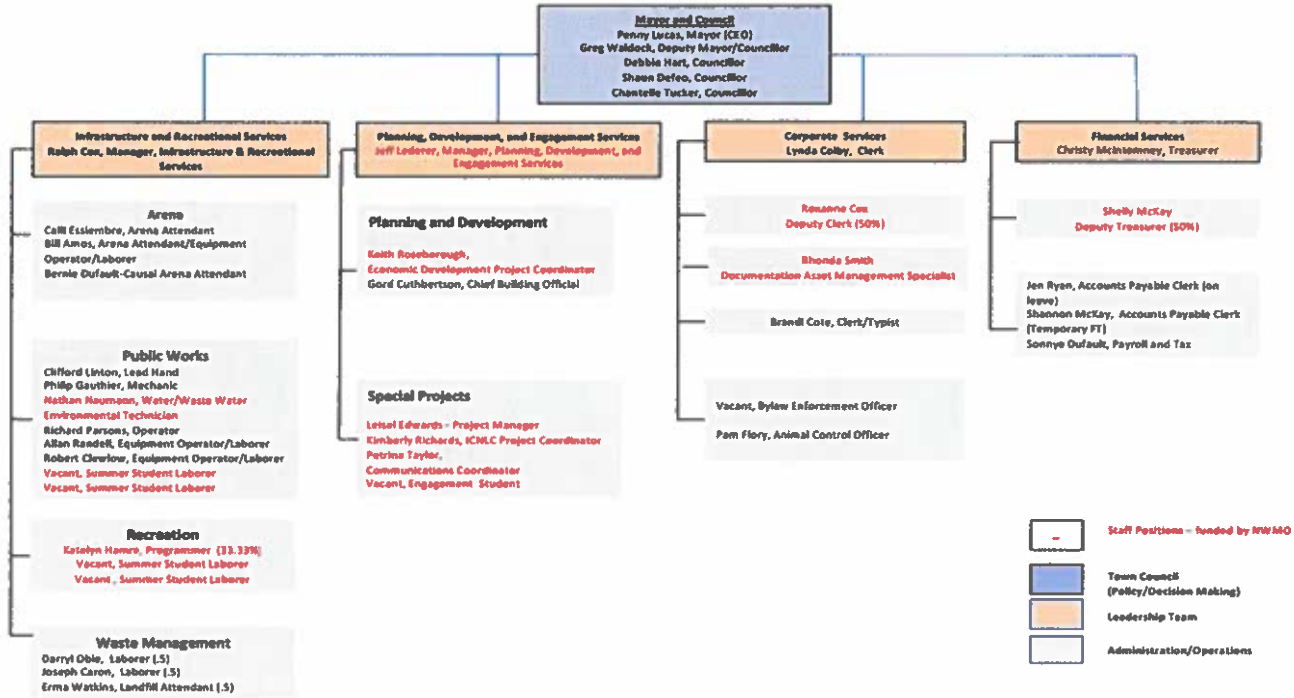 Mayor and Council
Penny Lucas, Mayor (CEO)
Greg Waldock, Deputy Mayor/Councillor
Debbie Hart, Councillor
Shaun Defeo, Councillor
Chantelle Tucker, Councillor
Infrastructure and Recreational Services
Ralph Cox, Manager, Infrastructure & Recreational
Services
Arena
Calli Essiembre, Arena Attendant
Bill Amos, Arena Attendant/Equipment
Operator/Laborer
Bernie Dufault-Causal Arena Attendant
Public Works
Clifford Linton, Lead Hand
Philip Gauthier, Mechanic
Nathan Naumann, Water/Waste Water
Environmental Technician
Richard Parsons, Operator
Allan Randell, Equipment Operator/Laborer
Robert Clewlow, Equipment Operator/Laborer
Vacant, Summer Student Laborer
Vacant, Summer Student Laborer
Recreation
Katelyn Hamre, Programmer (33.33%)
Vacant, Summer Student Laborer
Vacant, Summer Student Laborer
Waste Management
Darryl Obie, Laborer (.5)
Joseph Caron, Laborer (.5)
Erma Watkins, Landfill Attendant (.5)
Planning, Development, and Engagement Services
Jeff Lederer, Manager, Planning, Development, and
Engagement Services
Planning and Development
Keith Roseborough,
Economic Development Project Coordinator
Gord Cuthbertson, Chief Building Official
Special Projects
Leisel Edwards - Project Manager
Kimberly Richards, ICNLC Project Coordinator
Petrina Taylor,
Communications Coordinator
Vacant, Engagement Student
Corporate Services
Lynda Colby, Clerk
Roxanne Cox
Deputy Clerk (50%)
Rhonda Smith
Documentation Asset Management Specialist
Brandi Cote, Clerk/Typist
Vacant, Bylaw Enforcement Officer
Pam Flory, Animal Control Officer
Financial Services
Christy McIntomney, Treasurer
Shelly McKay
Deputy Treasurer (50%)
Jen Ryan, Accounts Payable Clerk (on
leave)
Shannon McKay, Accounts Payable Clerk
(Temporary FT)
Sonnye Dufault, Payroll and Tax
Staff Positions - funded by NWMO
Town Council
(Policy/Decision Making)
Leadership Team
Administration/Operations